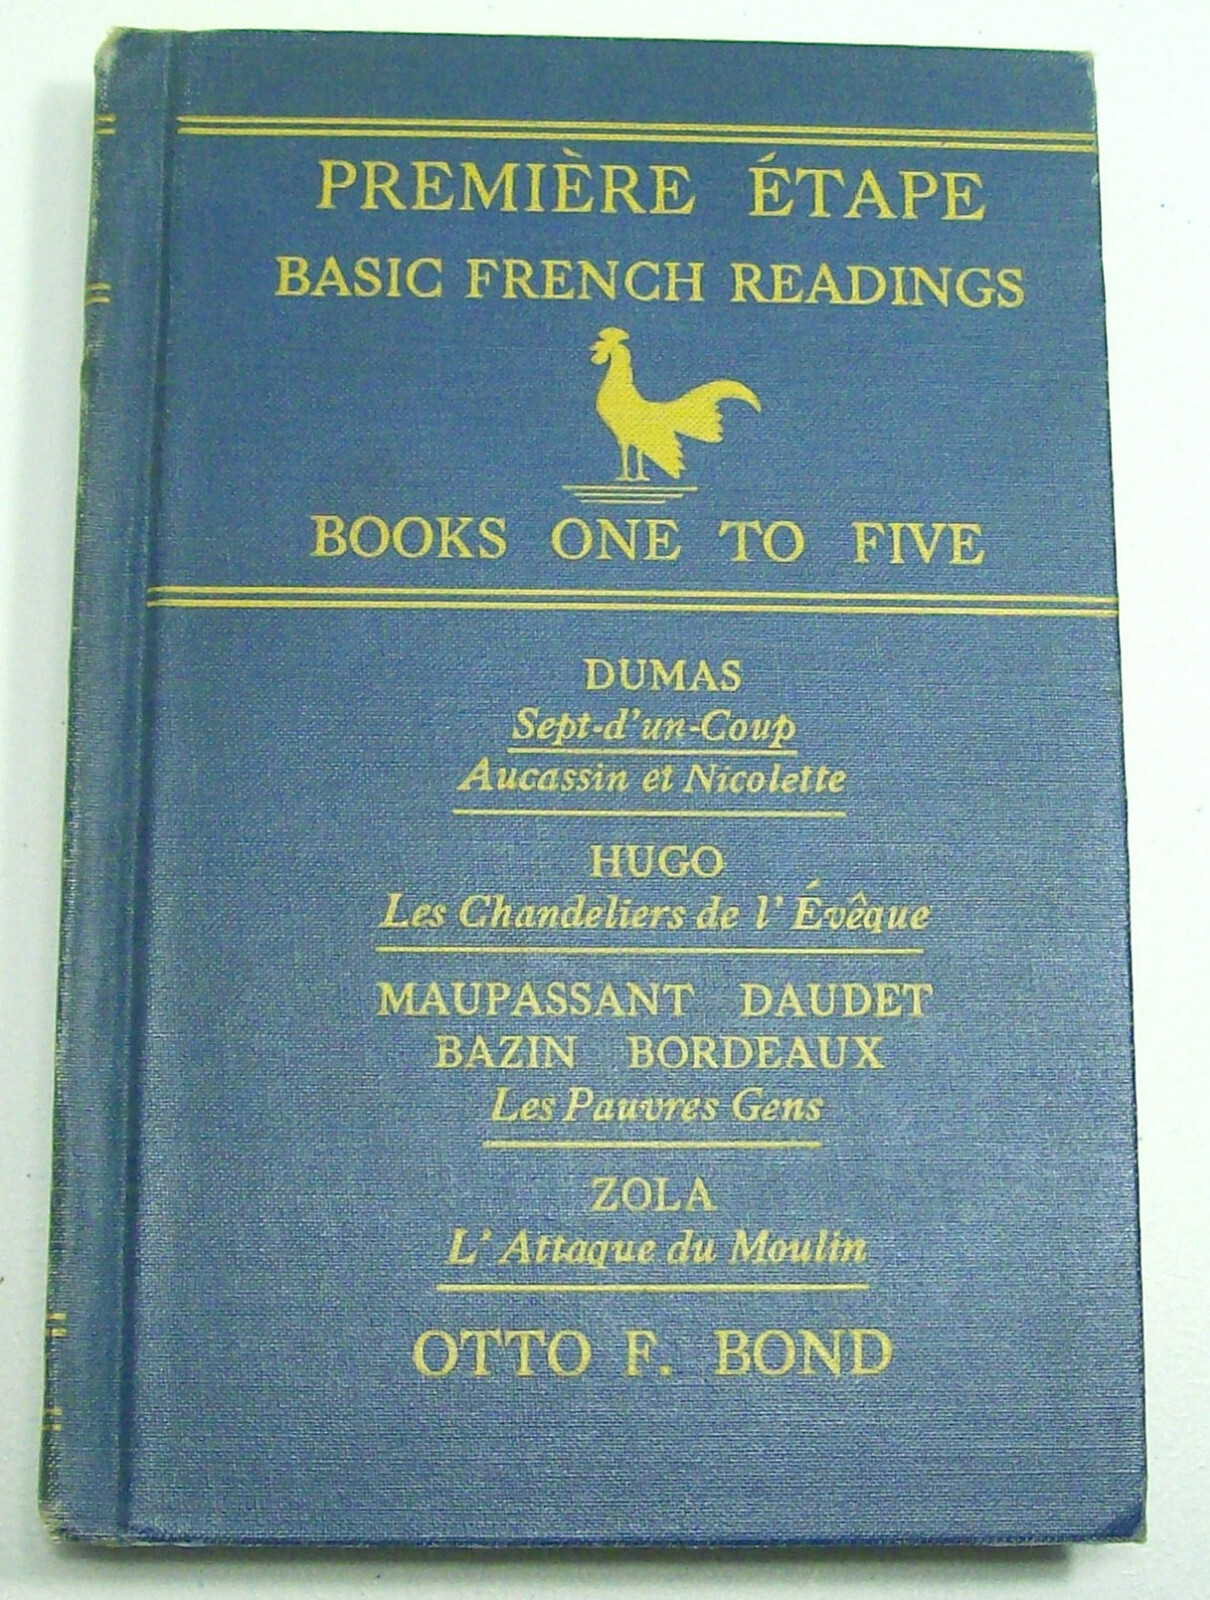 PREMIÈRE ÉTAPE
BASIC FRENCH READINGS
BOOKS ONE TO FIVE
DUMAS
Sept-d'un-Coup
Aucassin et Nicolette
HUGO
Les Chandeliers de l'Évêque
MAUPASSANT DAUDET
BAZIN BORDEAUX
Les Pauvres Gens
ZOLA
L'Attaque du Moulin
OTTO F. BOND